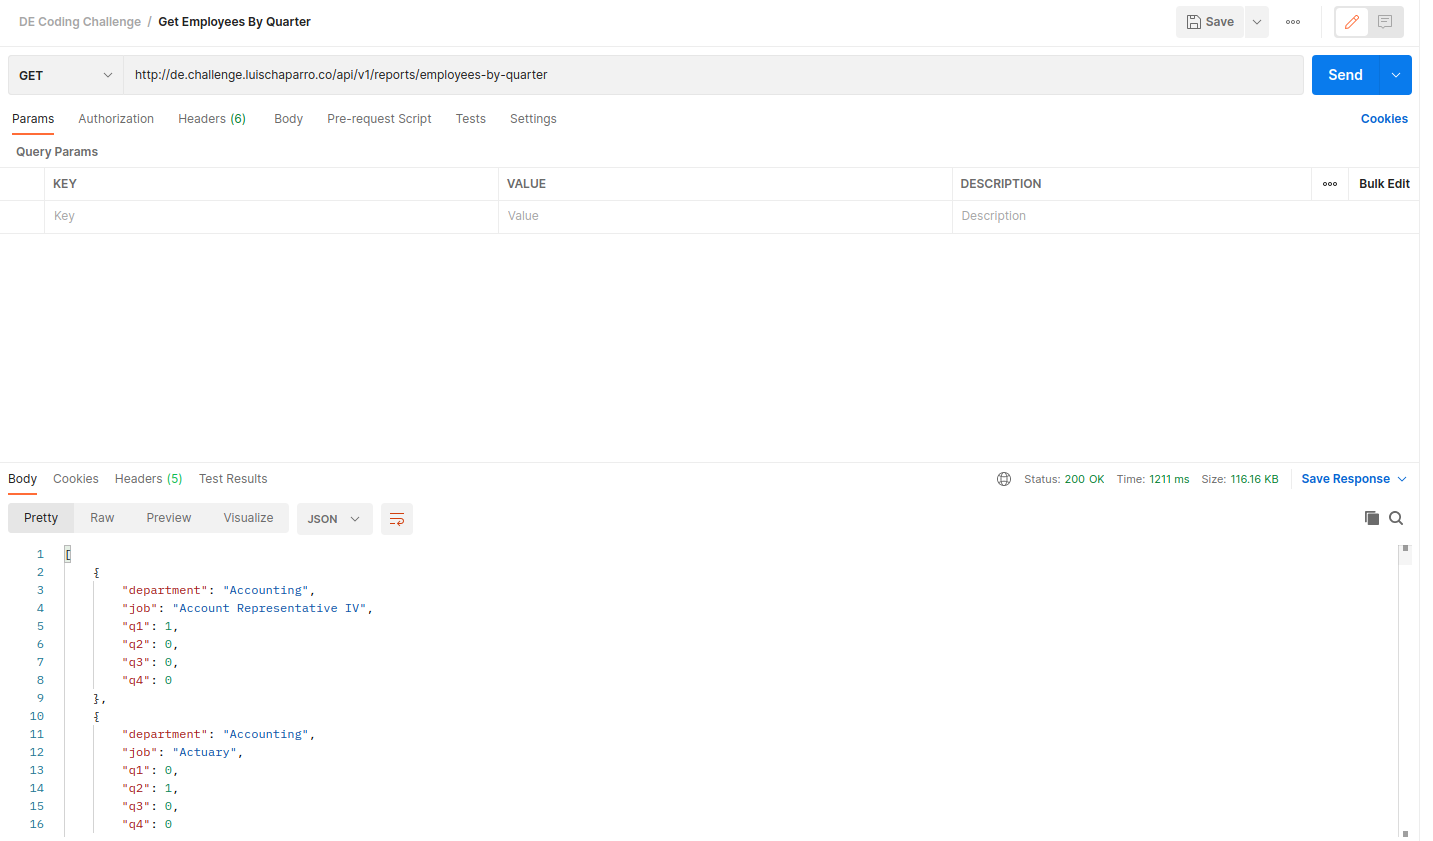 DE Coding Challenge / Get Employees By Quarter
Save
GET
http://de.challenge.luischaparro.co/api/v1/reports/employees-by-quarter
Send
Params Authorization Headers (6) Body Pre-request Script Tests Settings Cookies
Query Params
KEY VALUE DESCRIPTION Bulk Edit
Key Value Description
Body Cookies Headers (5) Test Results Status: 200 OK Time: 1211 ms Size: 116.16 KB Save Response
Pretty Raw Preview Visualize JSON
1 [
2 {
3 "department": "Accounting",
4 "job": "Account Representative IV",
5 "q1": 1,
6 "q2": 0,
7 "q3": 0,
8 "q4": 0
9 },
10 {
11 "department": "Accounting",
12 "job": "Actuary",
13 "q1": 0,
14 "q2": 1,
15 "q3": 0,
16 "q4": 0